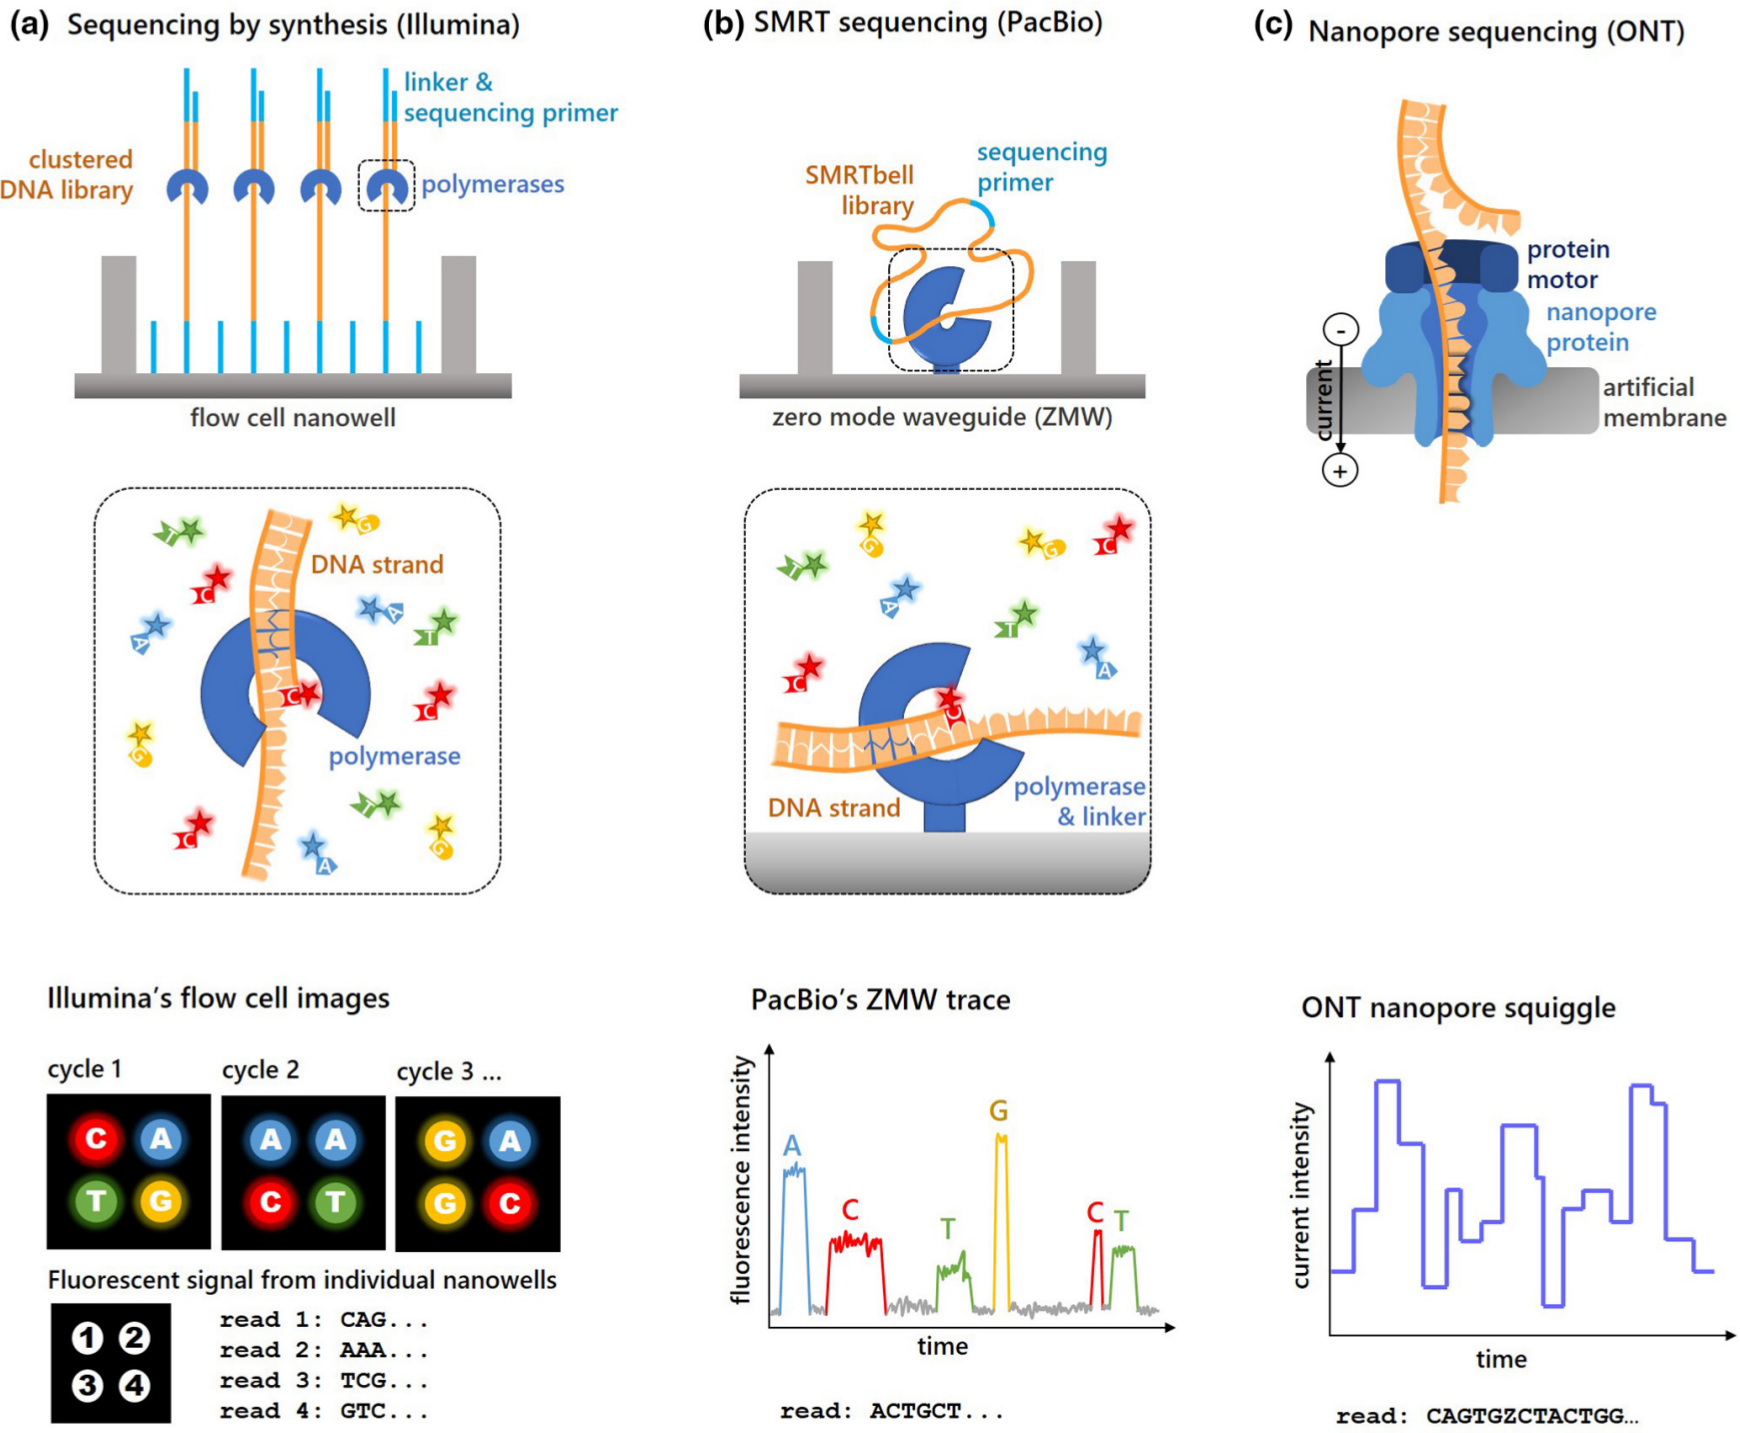 (a) Sequencing by synthesis (Illumina)
linker &
sequencing primer
clustered
DNA library
polymerases
flow cell nanowell
T
G
DNA strand
C
A
A
T
C
C
G
polymerase
T
C
G
A
Illumina's flow cell images
cycle 1
cycle 2
cycle 3 ...
C A
T G
A A
C T
G A
G C
Fluorescent signal from individual nanowells
1 2
3 4
read 1: CAG...
read 2: AAA...
read 3: TCG...
read 4: GTC...
(b) SMRT sequencing (PacBio)
sequencing
primer
SMRTbell
library
zero mode waveguide (ZMW)
G
G
C
T
A
T
C
A
C
DNA strand
polymerase
& linker
PacBio's ZMW trace
fluorescence intensity
A
C
T
G
C
T
time
read: ACTGCT...
(c) Nanopore sequencing (ONT)
protein
motor
nanopore
protein
-
current
+
artificial
membrane
ONT nanopore squiggle
current intensity
time
read: CAGTGZCTACTGG...